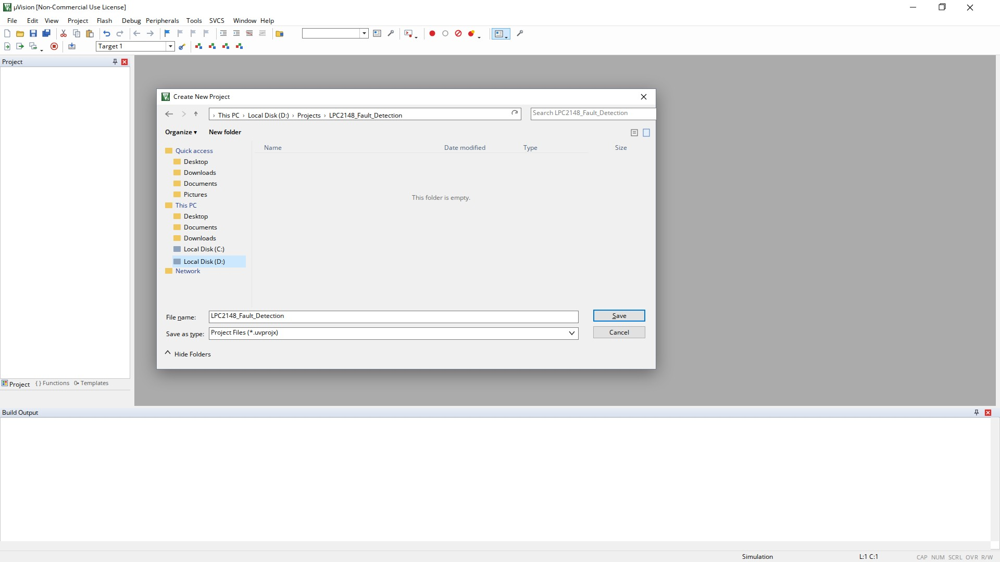 µVision [Non-Commercial Use License]
File Edit View Project Flash Debug Peripherals Tools SVCS Window Help
Target 1
Project
Create New Project
› This PC › Local Disk (D:) › Projects › LPC2148_Fault_Detection
Search LPC2148_Fault_Detection
Organize ▾ New folder
Name Date modified Type Size
Quick access
Desktop
Downloads
Documents
Pictures
This PC
Desktop
Documents
Downloads
Local Disk (C:)
Local Disk (D:)
Network
This folder is empty.
File name: LPC2148_Fault_Detection
Save
Save as type: Project Files (*.uvprojx)
Cancel
Hide Folders
Project { } Functions 0 Templates
Build Output
Simulation L:1 C:1 CAP NUM SCRL OVR R/W